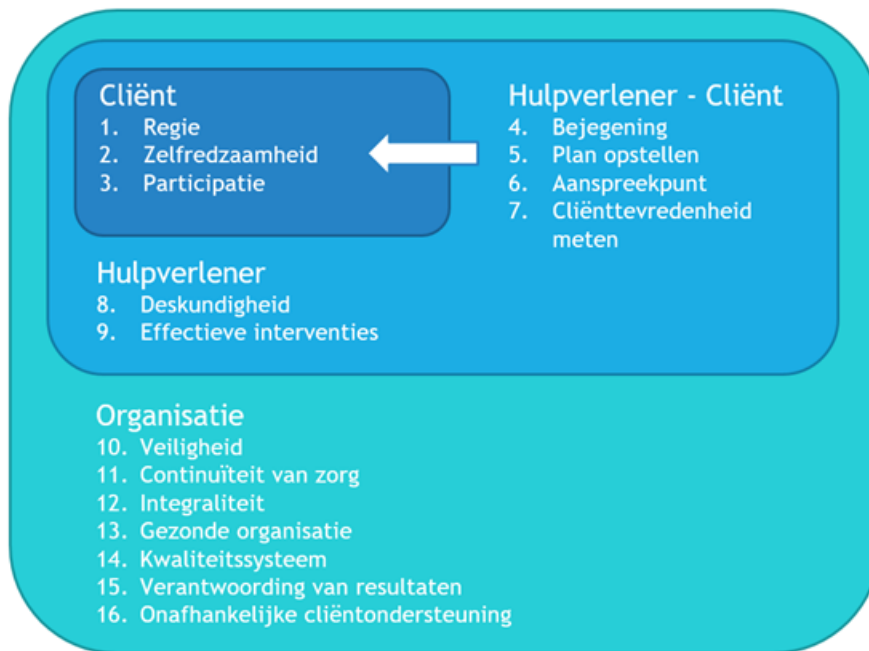 Cliënt
1. Regie
2. Zelfredzaamheid
3. Participatie
Hulpverlener - Cliënt
4. Bejegening
5. Plan opstellen
6. Aanspreekpunt
7. Cliënttevredenheid
meten
Hulpverlener
8. Deskundigheid
9. Effectieve interventies
Organisatie
10. Veiligheid
11. Continuïteit van zorg
12. Integraliteit
13. Gezonde organisatie
14. Kwaliteitssysteem
15. Verantwoording van resultaten
16. Onafhankelijke cliëntondersteuning